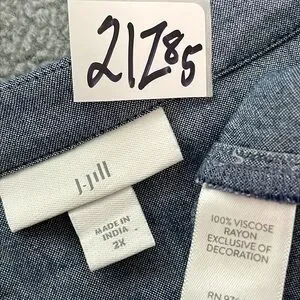 21Z85
J.Jill
MADE IN
INDIA
2X
100% VISCOSE
RAYON
EXCLUSIVE OF
DECORATION